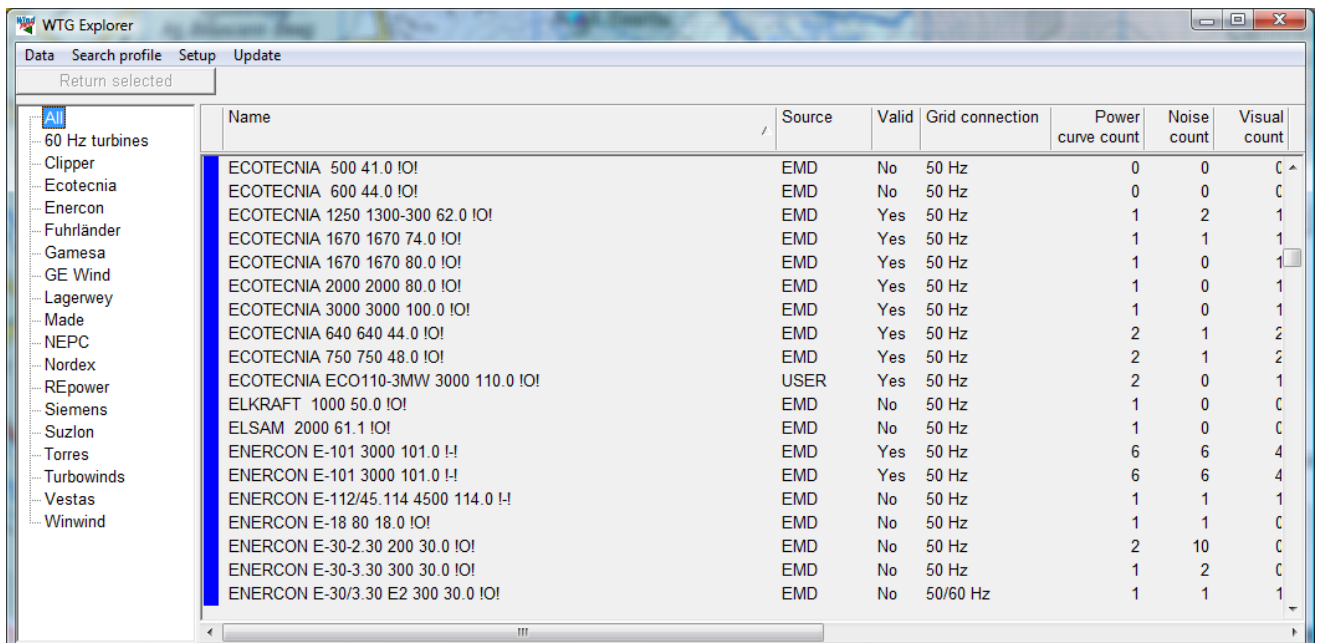 WTG Explorer
Data Search profile Setup Update
Return selected
All
60 Hz turbines
Clipper
Ecotecnia
Enercon
Fuhrländer
Gamesa
GE Wind
Lagerwey
Made
NEPC
Nordex
REpower
Siemens
Suzlon
Torres
Turbowinds
Vestas
Winwind
Name Source Valid Grid connection Power curve count Noise count Visual count
ECOTECNIA 500 41.0 !O! EMD No 50 Hz 0 0 0
ECOTECNIA 600 44.0 !O! EMD No 50 Hz 0 0 0
ECOTECNIA 1250 1300-300 62.0 !O! EMD Yes 50 Hz 1 2 1
ECOTECNIA 1670 1670 74.0 !O! EMD Yes 50 Hz 1 1 1
ECOTECNIA 1670 1670 80.0 !O! EMD Yes 50 Hz 1 0 1
ECOTECNIA 2000 2000 80.0 !O! EMD Yes 50 Hz 1 0 1
ECOTECNIA 3000 3000 100.0 !O! EMD Yes 50 Hz 1 0 1
ECOTECNIA 640 640 44.0 !O! EMD Yes 50 Hz 2 1 2
ECOTECNIA 750 750 48.0 !O! EMD Yes 50 Hz 2 1 2
ECOTECNIA ECO110-3MW 3000 110.0 !O! USER Yes 50 Hz 2 0 1
ELKRAFT 1000 50.0 !O! EMD No 50 Hz 1 0 0
ELSAM 2000 61.1 !O! EMD No 50 Hz 1 0 0
ENERCON E-101 3000 101.0 !-! EMD Yes 50 Hz 6 6 4
ENERCON E-101 3000 101.0 !-! EMD Yes 50 Hz 6 6 4
ENERCON E-112/45.114 4500 114.0 !-! EMD No 50 Hz 1 1 1
ENERCON E-18 80 18.0 !O! EMD No 50 Hz 1 1 0
ENERCON E-30-2.30 200 30.0 !O! EMD No 50 Hz 2 10 0
ENERCON E-30-3.30 300 30.0 !O! EMD No 50 Hz 1 2 0
ENERCON E-30/3.30 E2 300 30.0 !O! EMD No 50/60 Hz 1 1 1